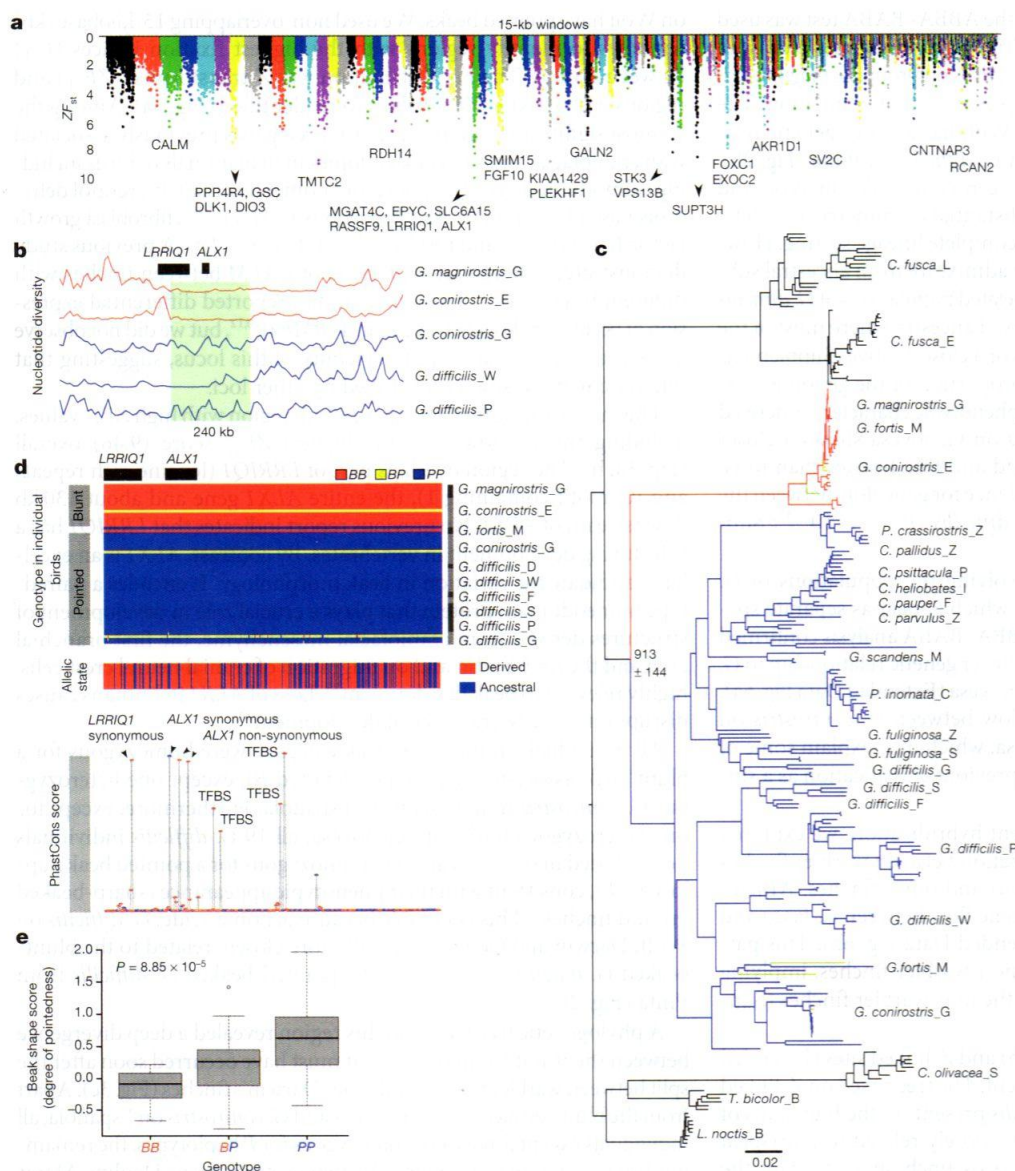 a
15-kb windows
0
2
4
6
8
10
ZFst
CALM
PPP4R4, GSC
DLK1, DIO3
TMTC2
RDH14
MGAT4C, EPYC, SLC6A15
RASSF9, LRRIQ1, ALX1
SMIM15
FGF10
KIAA1429
PLEKHF1
GALN2
STK3
VPS13B
SUPT3H
FOXC1
EXOC2
AKR1D1
SV2C
CNTNAP3
RCAN2
b
LRRIQ1 ALX1
Nucleotide diversity
G. magnirostris_G
G. conirostris_E
G. conirostris_G
G. difficilis_W
G. difficilis_P
240 kb
c
C. fusca_L
C. fusca_E
G. magnirostris_G
G. fortis_M
G. conirostris_E
P. crassirostris_Z
C. pallidus_Z
C. psittacula_P
C. heliobates_I
C. pauper_F
C. parvulus_Z
G. scandens_M
913
± 144
P. inornata_C
G. fuliginosa_Z
G. fuliginosa_S
G. difficilis_G
G. difficilis_S
G. difficilis_F
G. difficilis_P
G. difficilis_W
G.fortis_M
G. conirostris_G
C. olivacea_S
T. bicolor_B
L. noctis_B
0.02
d
LRRIQ1 ALX1
BB BP PP
Genotype in individual
birds
Blunt
Pointed
G. magnirostris_G
G. conirostris_E
G. fortis_M
G. conirostris_G
G. difficilis_D
G. difficilis_W
G. difficilis_F
G. difficilis_S
G. difficilis_P
G. difficilis_G
Allelic
state
Derived
Ancestral
LRRIQ1
synonymous
ALX1 synonymous
ALX1 non-synonymous
TFBS
TFBS
TFBS
PhastCons score
e
P = 8.85 × 10⁻⁵
Beak shape score
(degree of pointedness)
2.0
1.5
1.0
0.5
0.0
−0.5
BB BP PP
Genotype